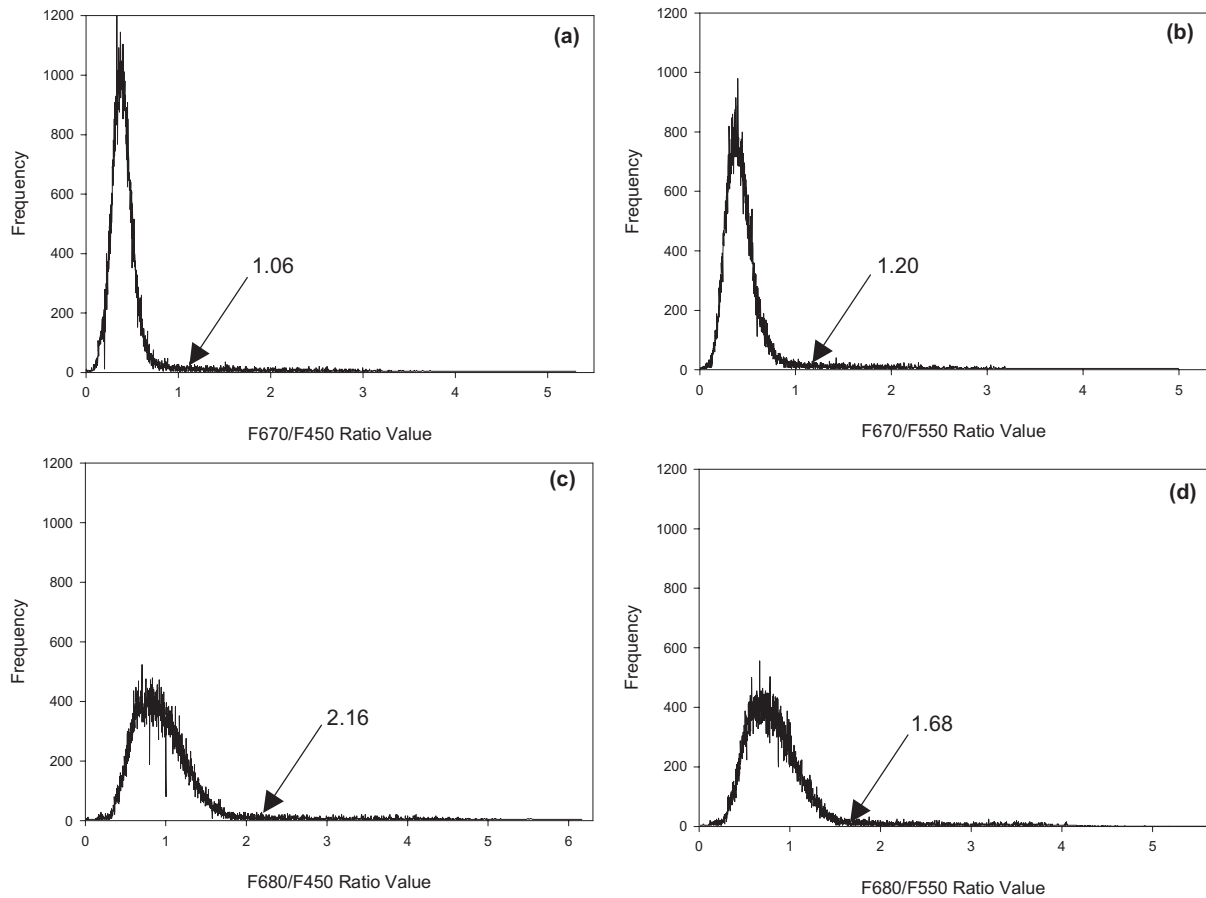 (a)
1200
1000
800
600
400
200
0
Frequency
1.06
0 1 2 3 4 5
F670/F450 Ratio Value
(b)
1200
1000
800
600
400
200
0
Frequency
1.20
0 1 2 3 4 5
F670/F550 Ratio Value
(c)
1200
1000
800
600
400
200
0
Frequency
2.16
0 1 2 3 4 5 6
F680/F450 Ratio Value
(d)
1200
1000
800
600
400
200
0
Frequency
1.68
0 1 2 3 4 5
F680/F550 Ratio Value